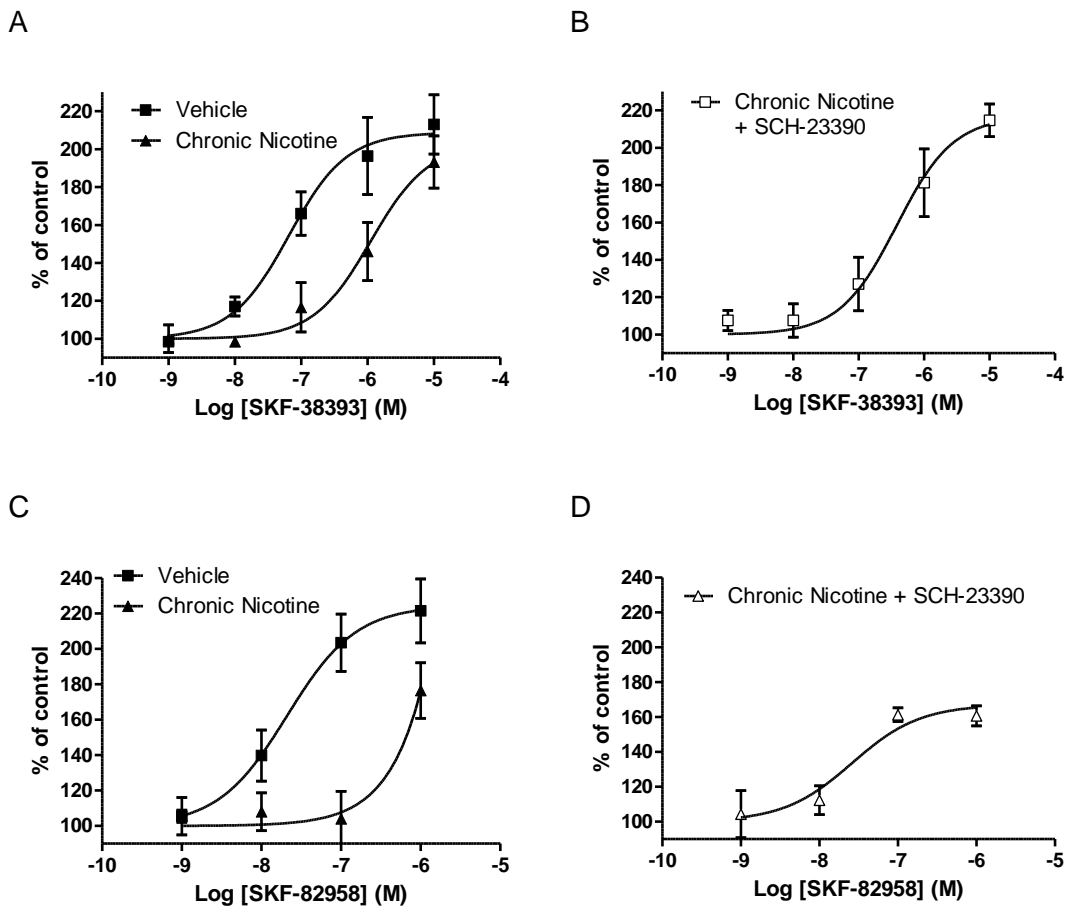 A
Vehicle
Chronic Nicotine
% of control
220
200
180
160
140
120
100
-10 -9 -8 -7 -6 -5 -4
Log [SKF-38393] (M)
B
Chronic Nicotine
+ SCH-23390
% of control
220
200
180
160
140
120
100
-10 -9 -8 -7 -6 -5 -4
Log [SKF-38393] (M)
C
Vehicle
Chronic Nicotine
% of control
240
220
200
180
160
140
120
100
-10 -9 -8 -7 -6 -5
Log [SKF-82958] (M)
D
Chronic Nicotine + SCH-23390
% of control
240
220
200
180
160
140
120
100
-10 -9 -8 -7 -6 -5
Log [SKF-82958] (M)